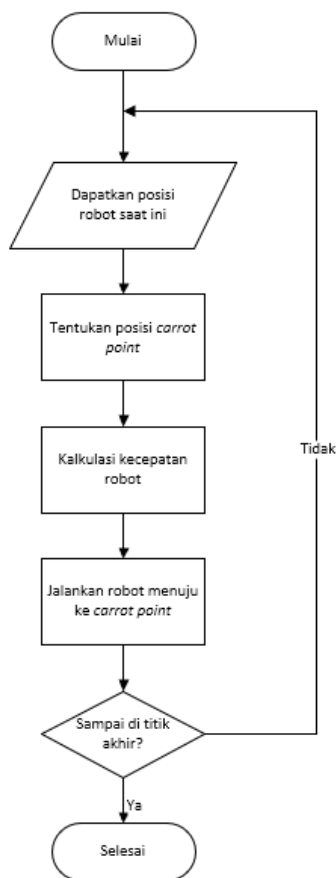 Mulai
Dapatkan posisi
robot saat ini
Tentukan posisi carrot
point
Kalkulasi kecepatan
robot
Tidak
Jalankan robot menuju
ke carrot point
Sampai di titik
akhir?
Ya
Selesai